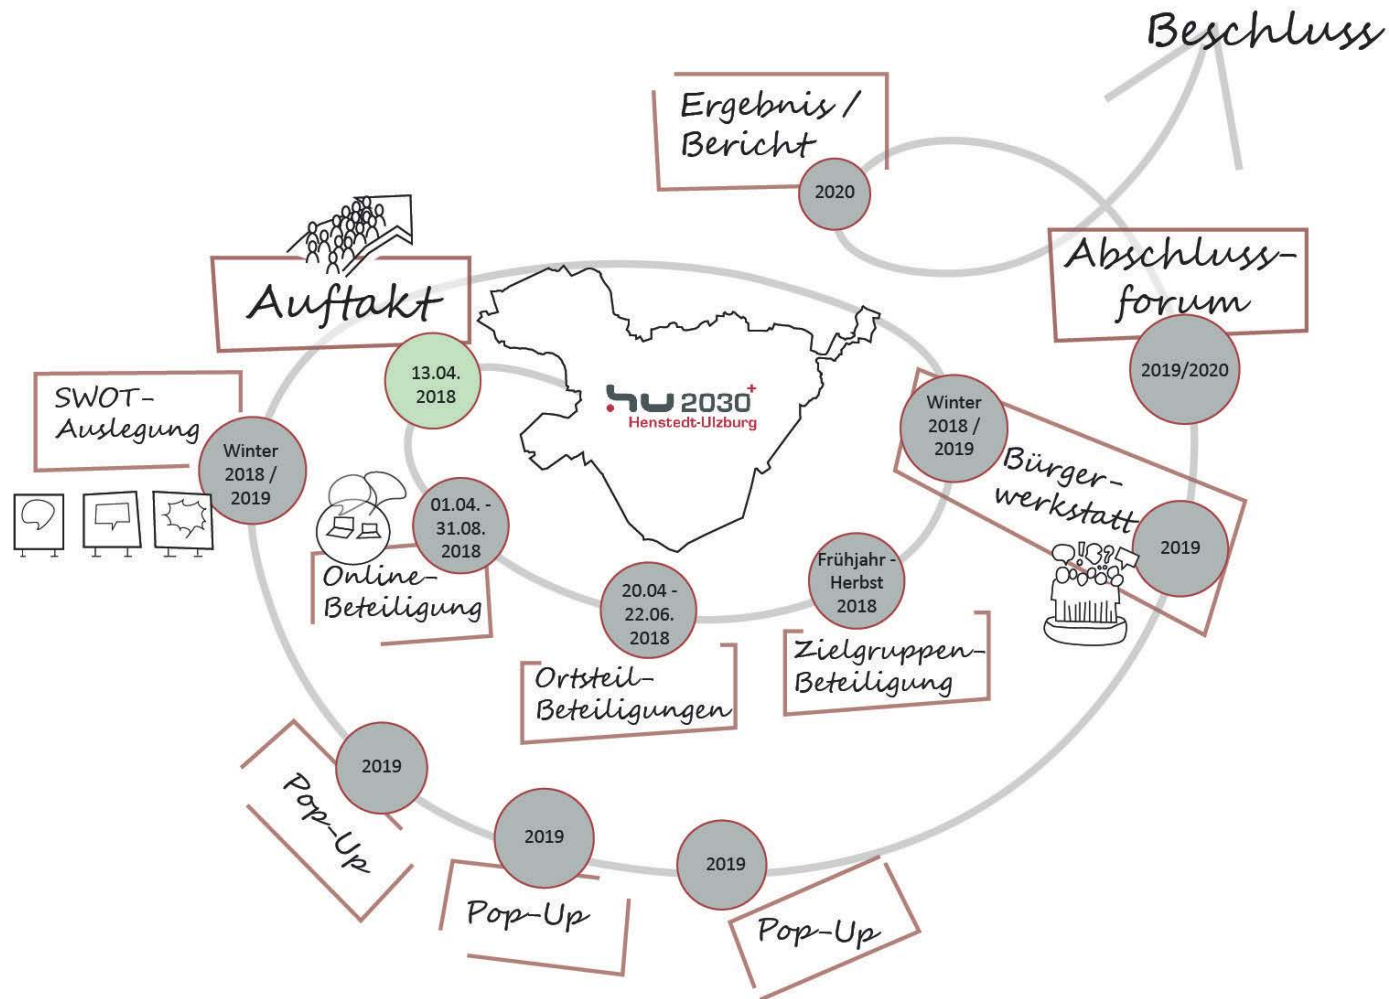 Beschluss
Ergebnis /
Bericht
2020
Auftakt
13.04.
2018
Abschluss-
forum
2019/2020
SWOT-
Auslegung
Winter
2018 /
2019
hu 2030+
Henstedt-Ulzburg
Winter
2018 /
2019
Bürger-
werkstatt
2019
01.04. -
31.08.
2018
Online-
Beteiligung
20.04 -
22.06.
2018
Ortsteil-
Beteiligungen
Frühjahr -
Herbst
2018
Zielgruppen-
Beteiligung
2019
Pop-Up
2019
Pop-Up
2019
Pop-Up
!
?